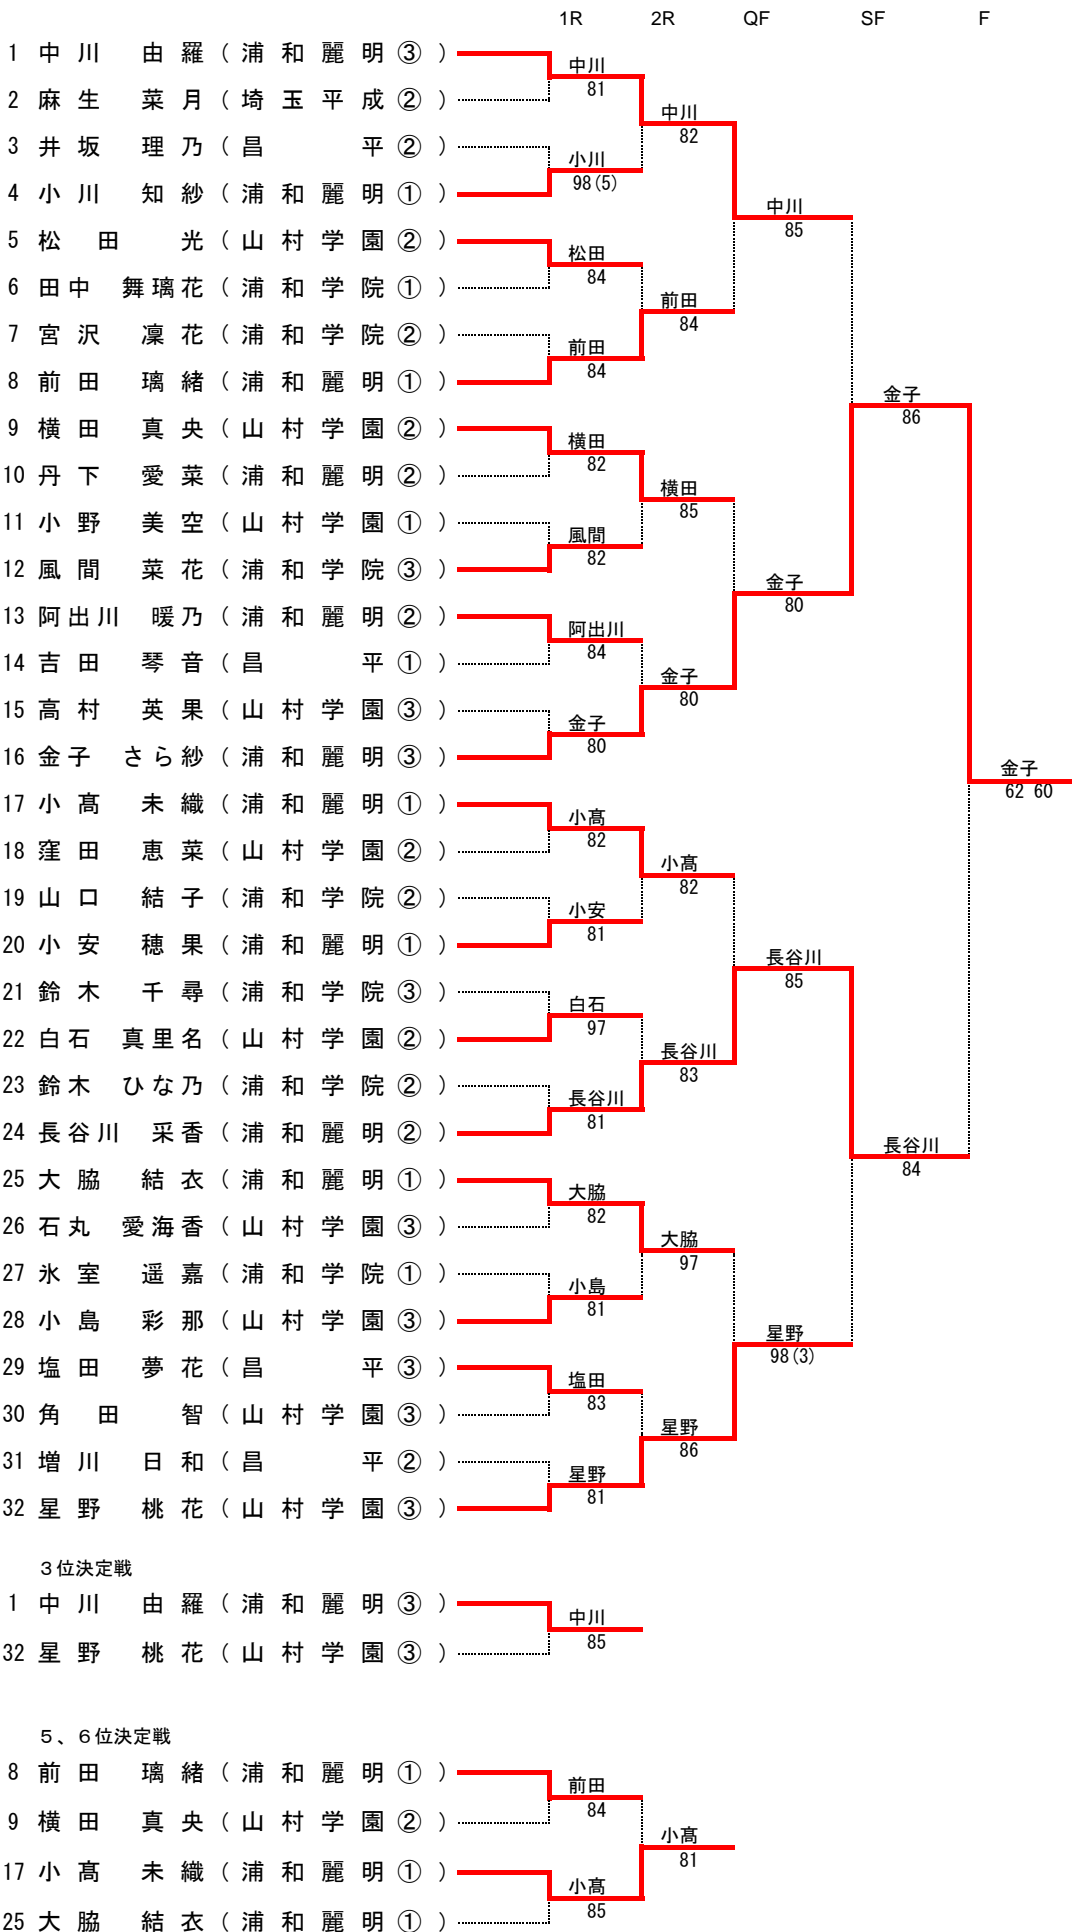 1R 2R QF SF F
1 中川 由羅 （浦和麗明③）
中川
81
2 麻生 菜月 （埼玉平成②）
中川
82
3 井坂 理乃 （昌平②）
小川
98(5)
4 小川 知紗 （浦和麗明①）
中川
85
5 松田 光 （山村学園②）
松田
84
6 田中 舞璃花 （浦和学院①）
前田
84
7 宮沢 凜花 （浦和学院②）
前田
84
8 前田 璃緒 （浦和麗明①）
金子
86
9 横田 真央 （山村学園②）
横田
82
10 丹下 愛菜 （浦和麗明②）
横田
85
11 小野 美空 （山村学園①）
風間
82
12 風間 菜花 （浦和学院③）
金子
80
13 阿出川 暖乃 （浦和麗明②）
阿出川
84
14 吉田 琴音 （昌平①）
金子
80
15 高村 英果 （山村学園③）
金子
80
16 金子 さら紗 （浦和麗明③）
金子
62 60
17 小髙 未織 （浦和麗明①）
小髙
82
18 窪田 恵菜 （山村学園②）
小髙
82
19 山口 結子 （浦和学院②）
小安
81
20 小安 穂果 （浦和麗明①）
長谷川
85
21 鈴木 千尋 （浦和学院③）
白石
97
22 白石 真里名 （山村学園②）
長谷川
83
23 鈴木 ひな乃 （浦和学院②）
長谷川
81
24 長谷川 采香 （浦和麗明②）
長谷川
84
25 大脇 結衣 （浦和麗明①）
大脇
82
26 石丸 愛海香 （山村学園③）
大脇
97
27 氷室 遥嘉 （浦和学院①）
小島
81
28 小島 彩那 （山村学園③）
星野
98(3)
29 塩田 夢花 （昌平③）
塩田
83
30 角田 智 （山村学園③）
星野
86
31 増川 日和 （昌平②）
星野
81
32 星野 桃花 （山村学園③）
３位決定戦
1 中川 由羅 （浦和麗明③）
中川
85
32 星野 桃花 （山村学園③）
５、６位決定戦
8 前田 璃緒 （浦和麗明①）
前田
84
9 横田 真央 （山村学園②）
小髙
81
17 小髙 未織 （浦和麗明①）
小髙
85
25 大脇 結衣 （浦和麗明①）